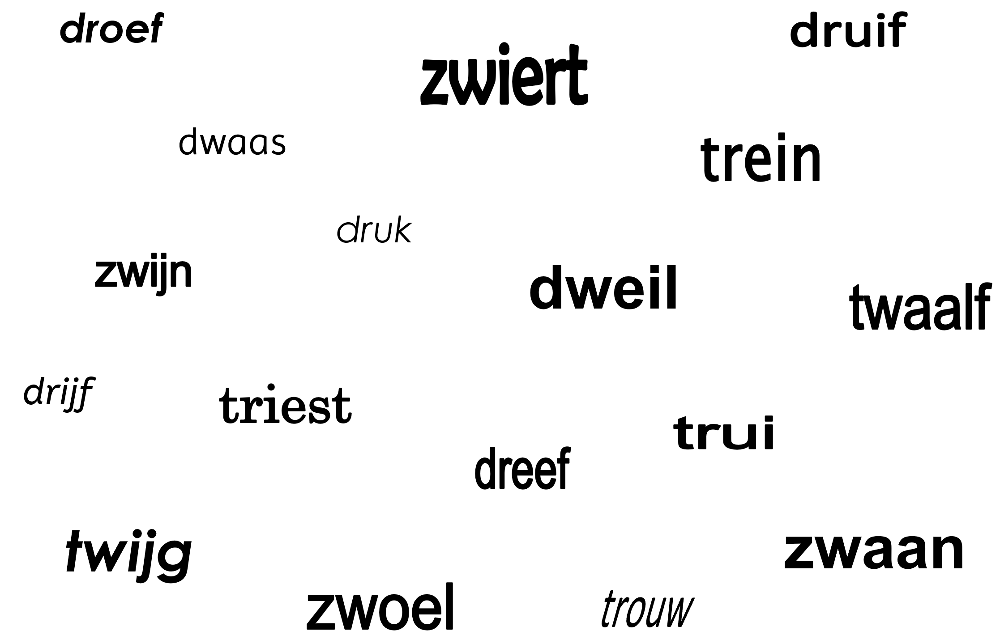 droef
druif
zwiert
dwaas
trein
druk
zwijn
dweil
twaalf
drijf
triest
trui
dreef
twijg
zwaan
zwoel
trouw